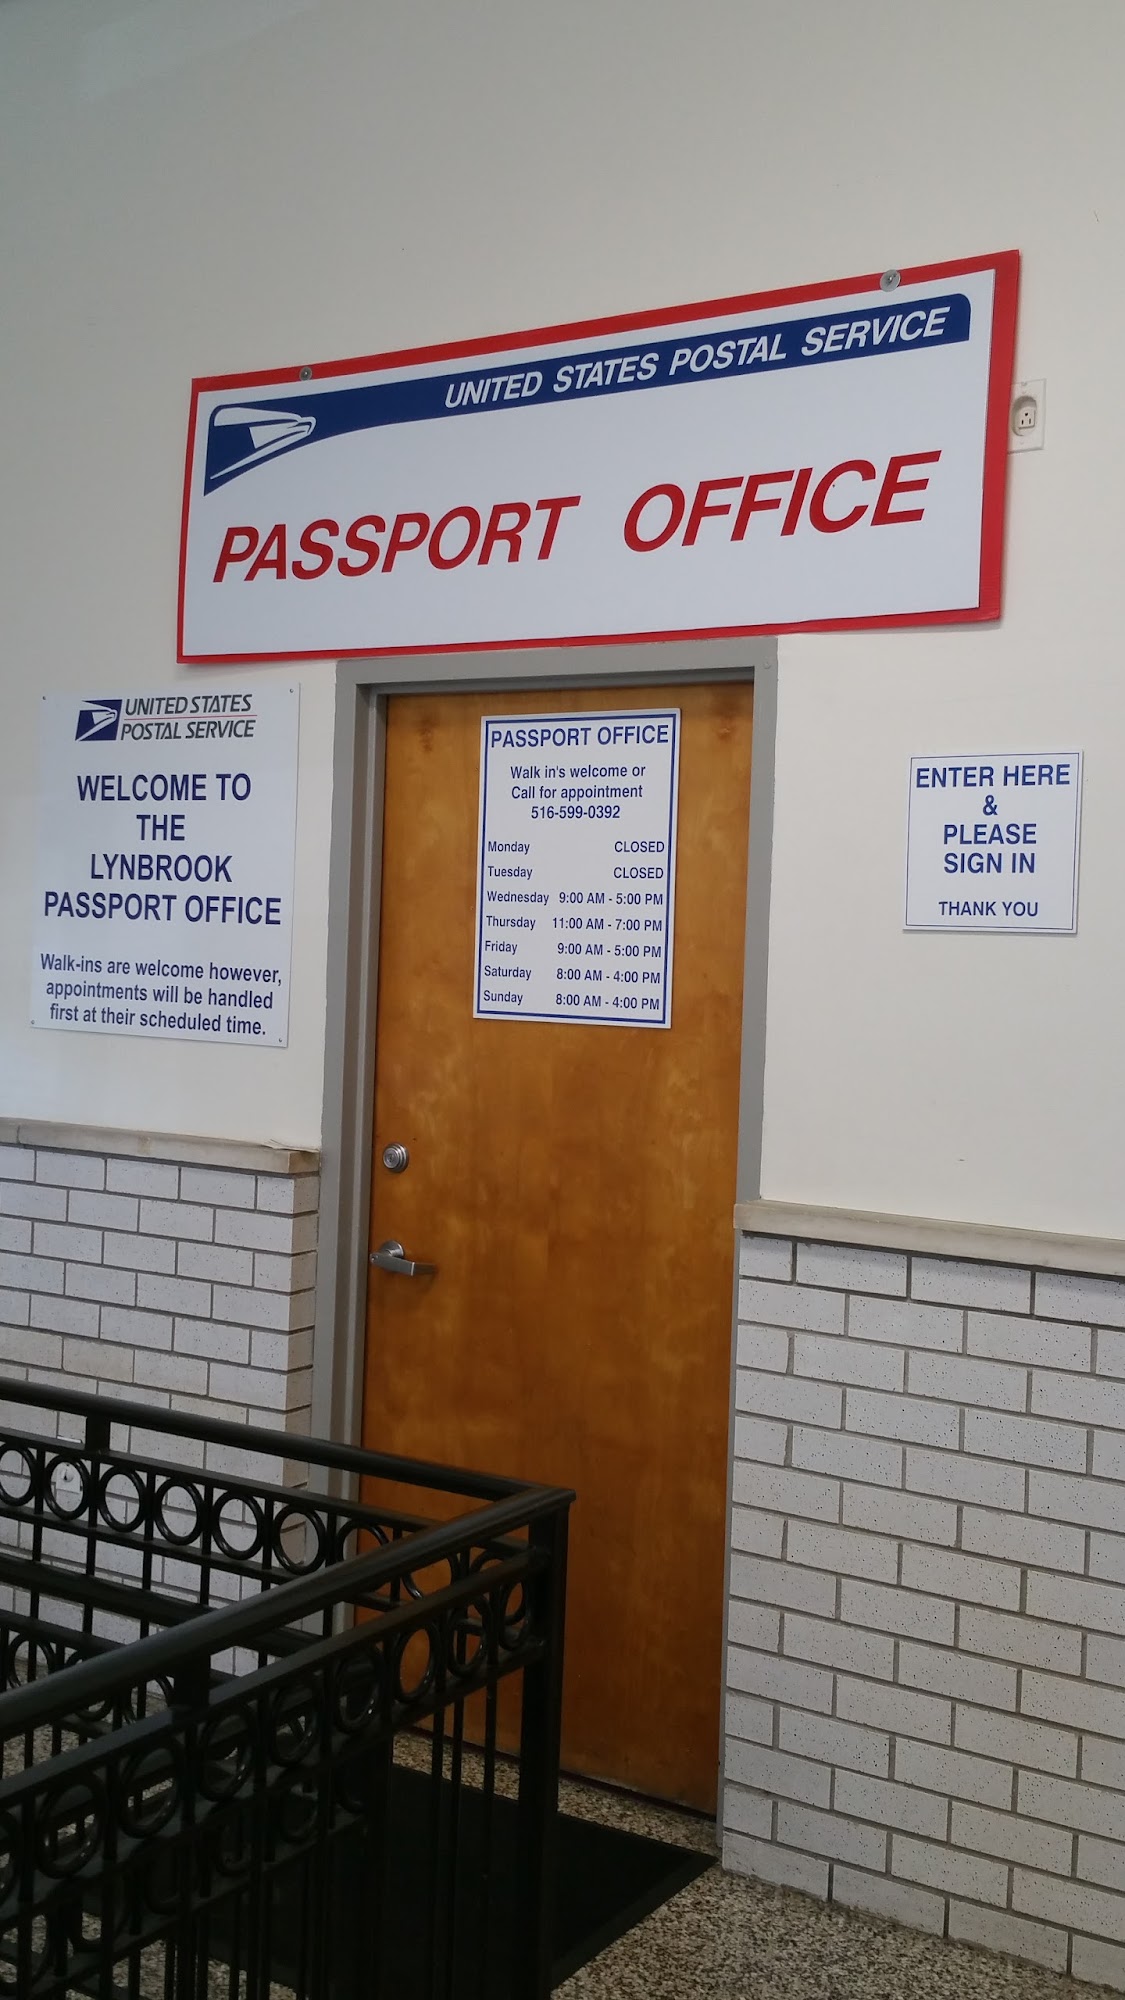 UNITED STATES POSTAL SERVICE
PASSPORT OFFICE
UNITED STATES
POSTAL SERVICE
WELCOME TO
THE
LYNBROOK
PASSPORT OFFICE
Walk-ins are welcome however,
appointments will be handled
first at their scheduled time.
PASSPORT OFFICE
Walk in's welcome or
Call for appointment
516-599-0392
Monday CLOSED
Tuesday CLOSED
Wednesday 9:00 AM - 5:00 PM
Thursday 11:00 AM - 7:00 PM
Friday 9:00 AM - 5:00 PM
Saturday 8:00 AM - 4:00 PM
Sunday 8:00 AM - 4:00 PM
ENTER HERE
&
PLEASE
SIGN IN
THANK YOU